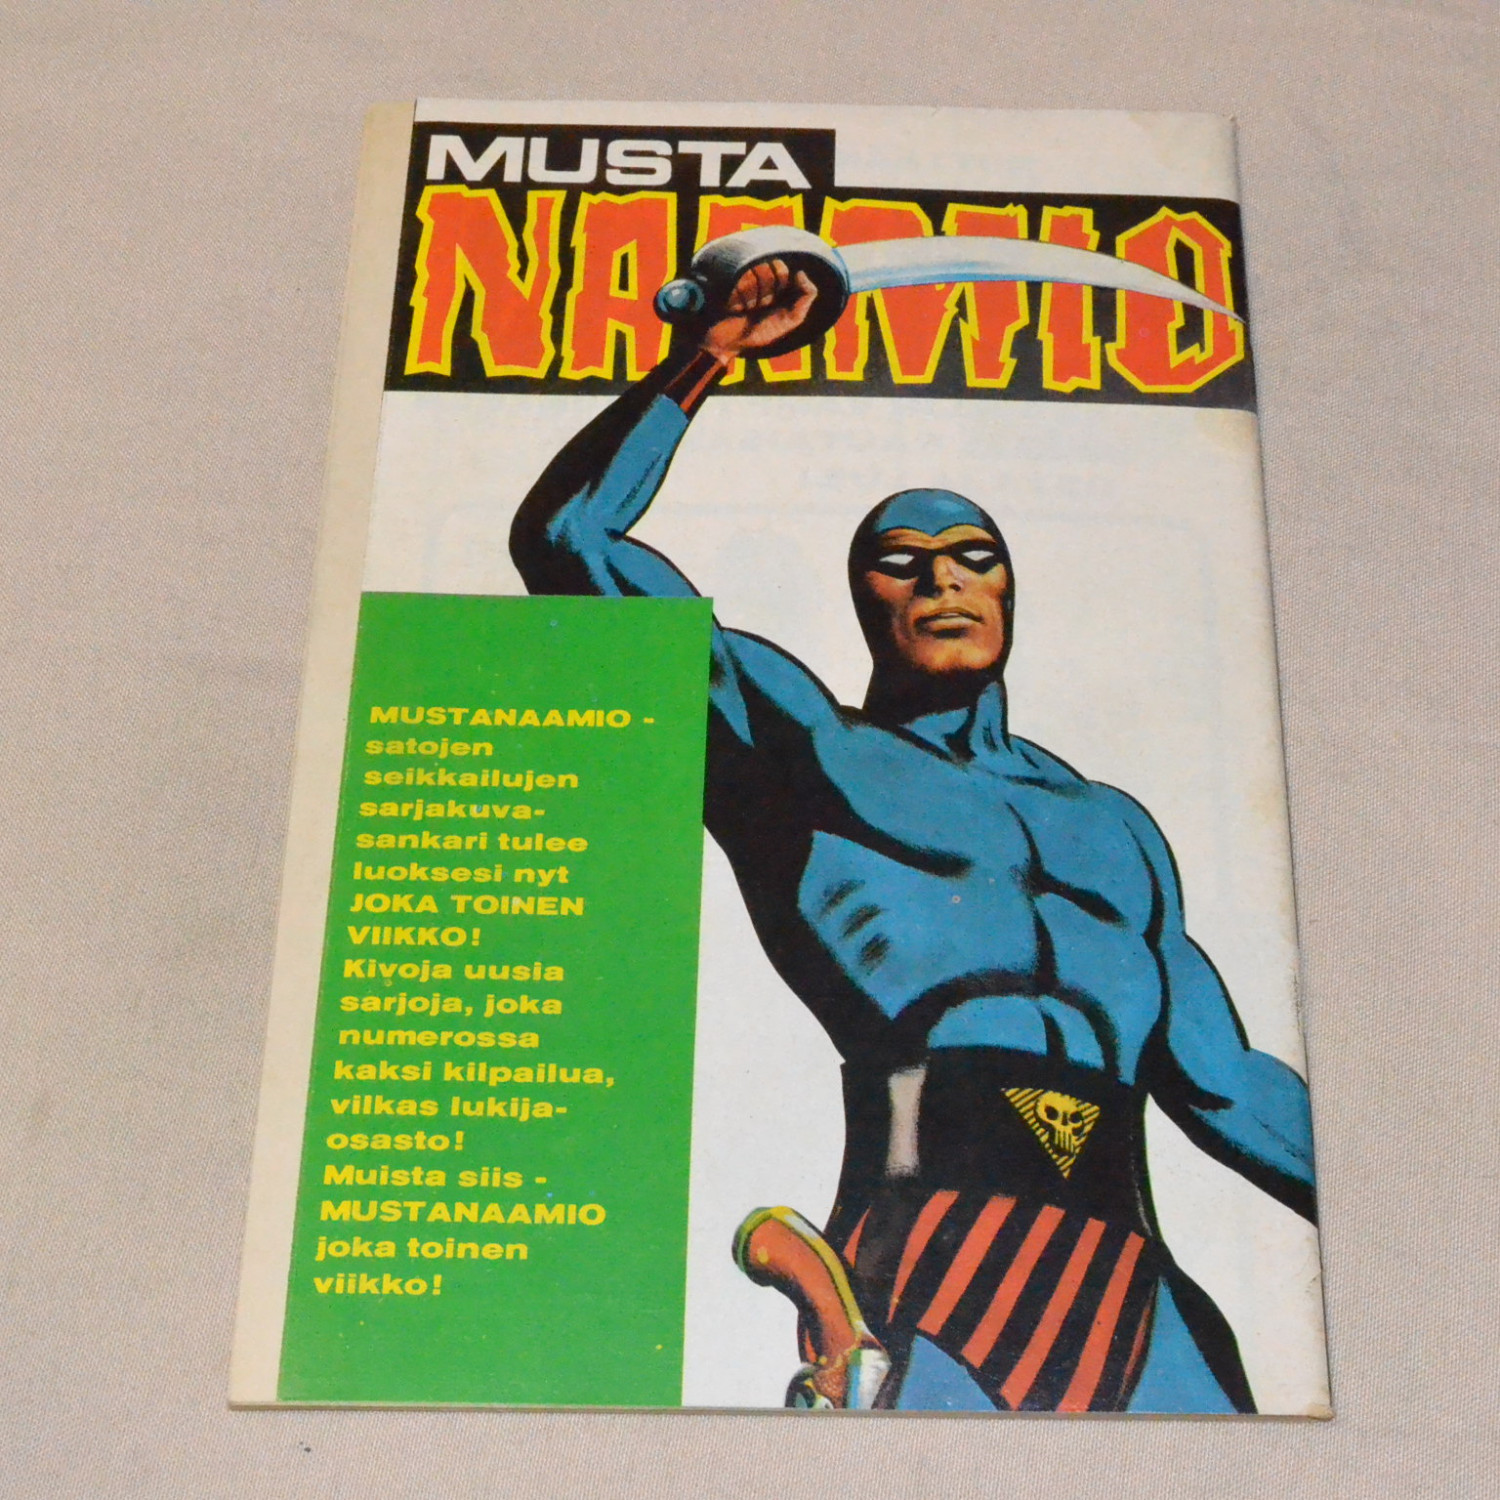 MUSTA
NAAMIO
MUSTANAAMIO -
satojen
seikkailujen
sarjakuva-
sankari tulee
luoksesi nyt
JOKA TOINEN
VIIKKO!
Kivoja uusia
sarjoja, joka
numerossa
kaksi kilpailua,
vilkas lukija-
osasto!
Muista siis -
MUSTANAAMIO
joka toinen
viikko!